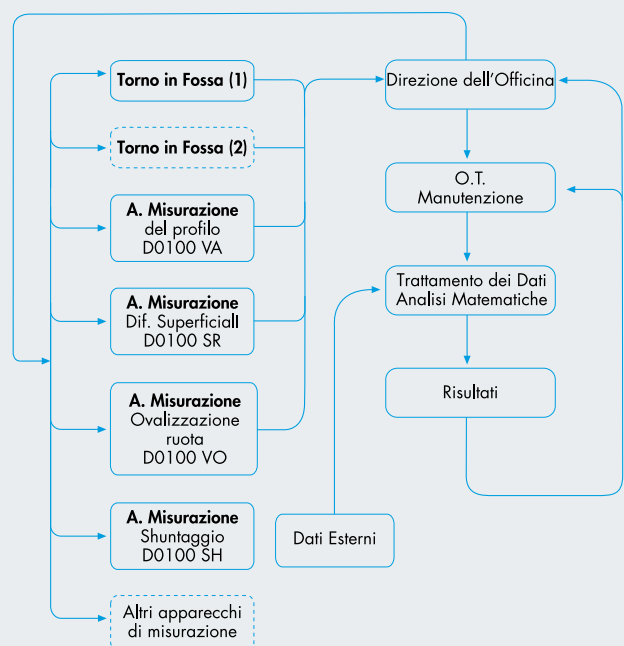 Torno in Fossa (1)
Torno in Fossa (2)
A. Misurazione
del profilo
D0100 VA
A. Misurazione
Dif. Superficiali
D0100 SR
A. Misurazione
Ovalizzazione
ruota
D0100 VO
A. Misurazione
Shuntaggio
D0100 SH
Altri apparecchi
di misurazione
Direzione dell'Officina
O.T.
Manutenzione
Trattamento dei Dati
Analisi Matematiche
Risultati
Dati Esterni